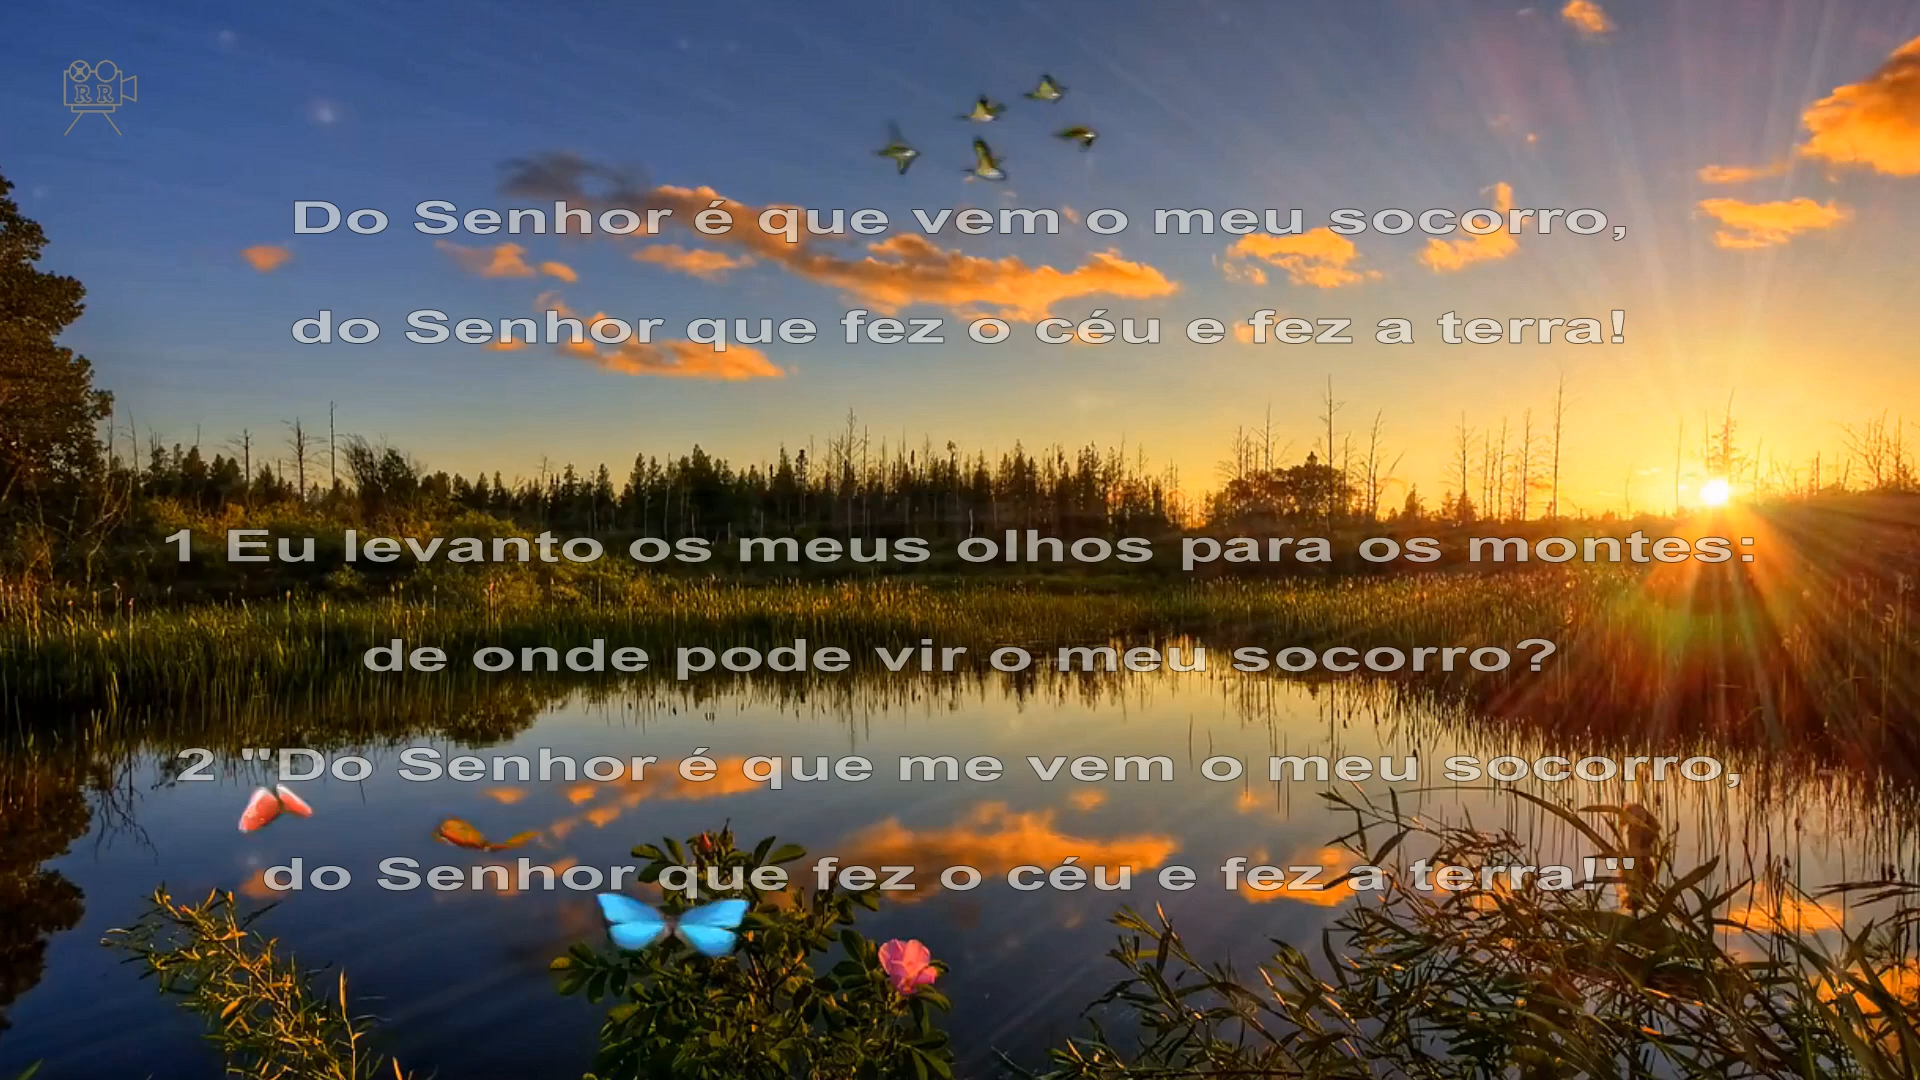 R R
Do Senhor é que vem o meu socorro,
do Senhor que fez o céu e fez a terra!
1 Eu levanto os meus olhos para os montes:
de onde pode vir o meu socorro?
2 "Do Senhor é que me vem o meu socorro,
do Senhor que fez o céu e fez a terra!"